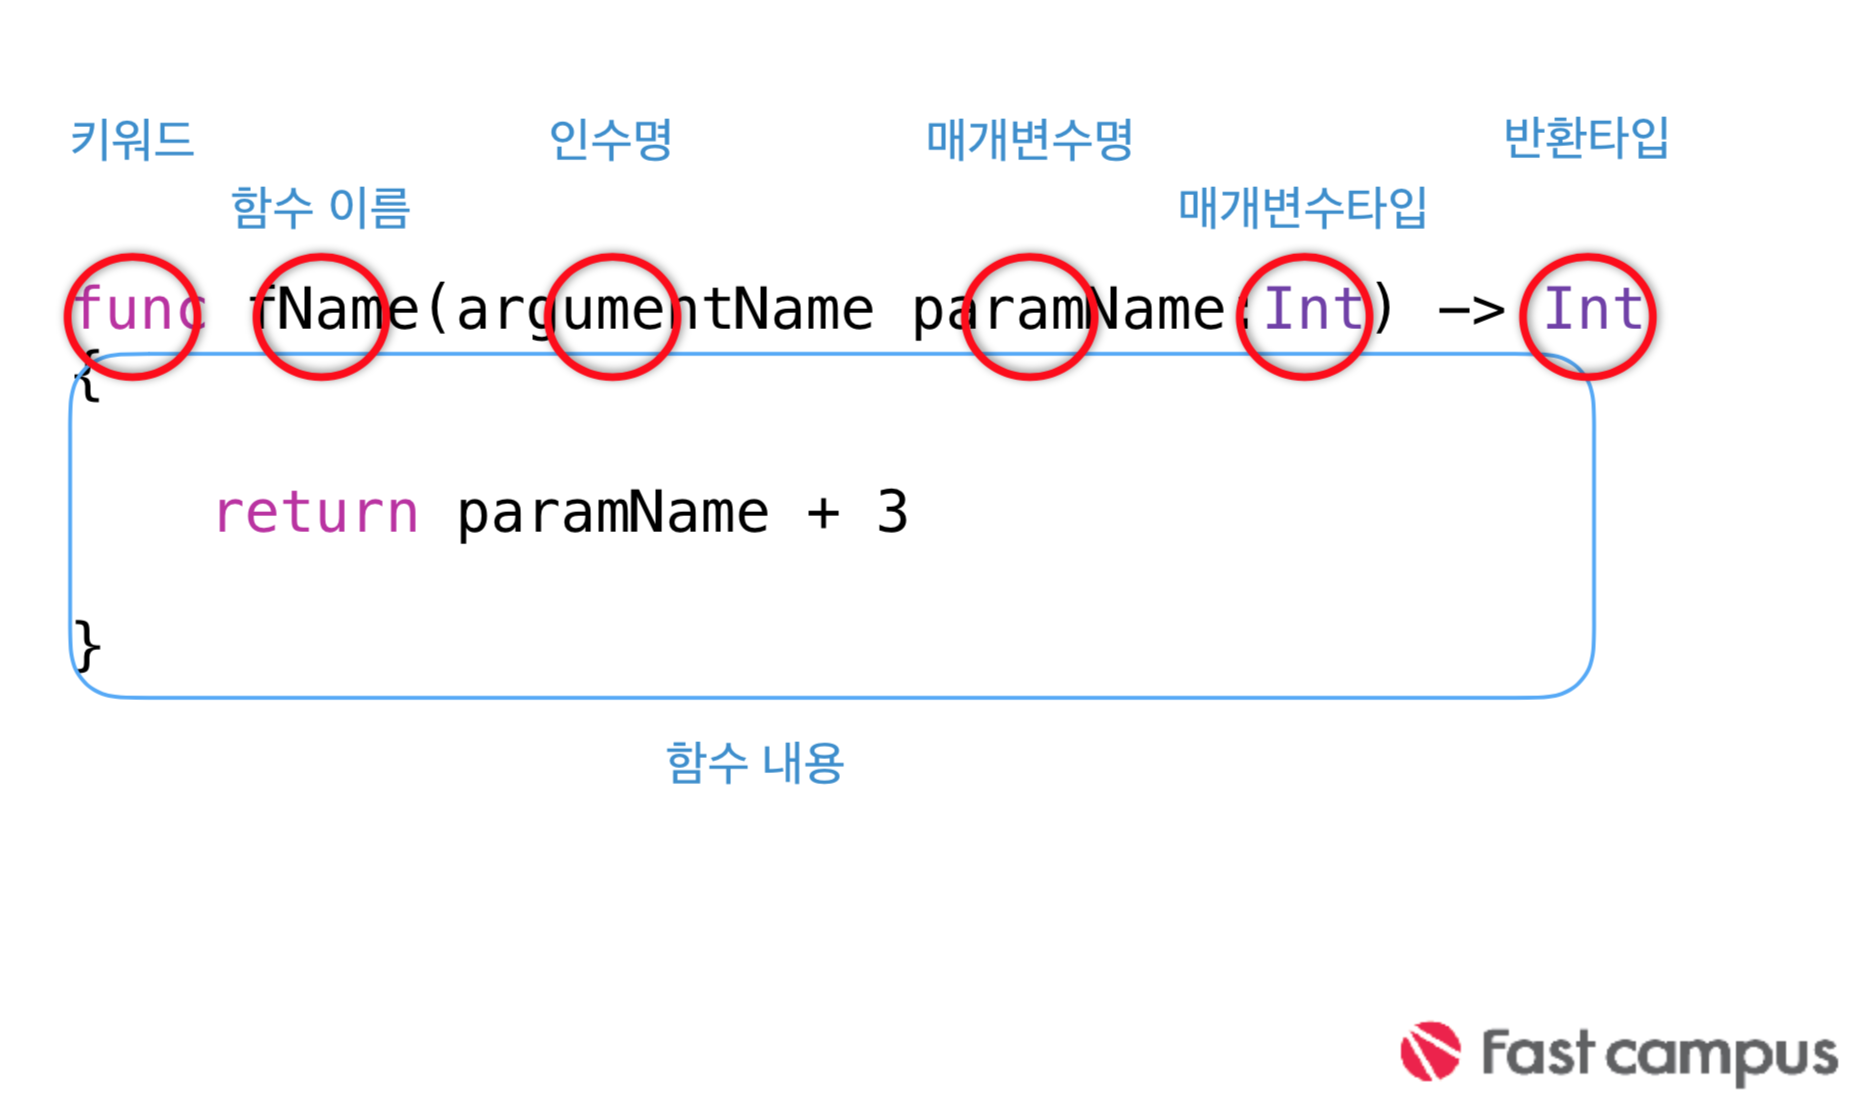 키워드 인수명 매개변수명 반환타입
함수 이름 매개변수타입
func fName(argumentName paramName:Int) -> Int
{
return paramName + 3
}
함수 내용
Fast campus